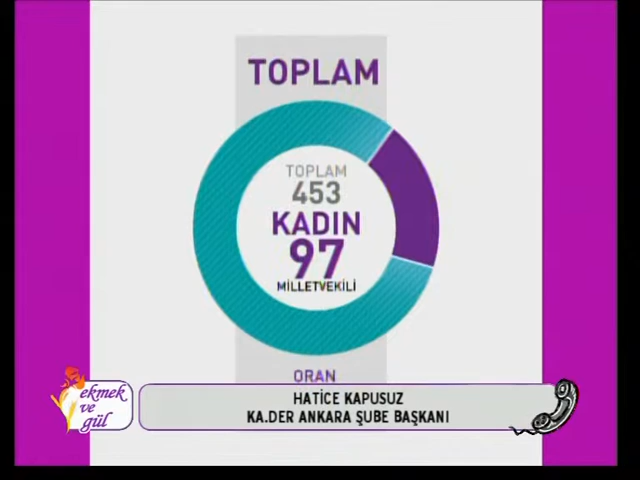 TOPLAM
TOPLAM
453
KADIN
97
MİLLETVEKİLİ
ORAN
ekmek
ve
gül
HATİCE KAPUSUZ
KA.DER ANKARA ŞUBE BAŞKANI